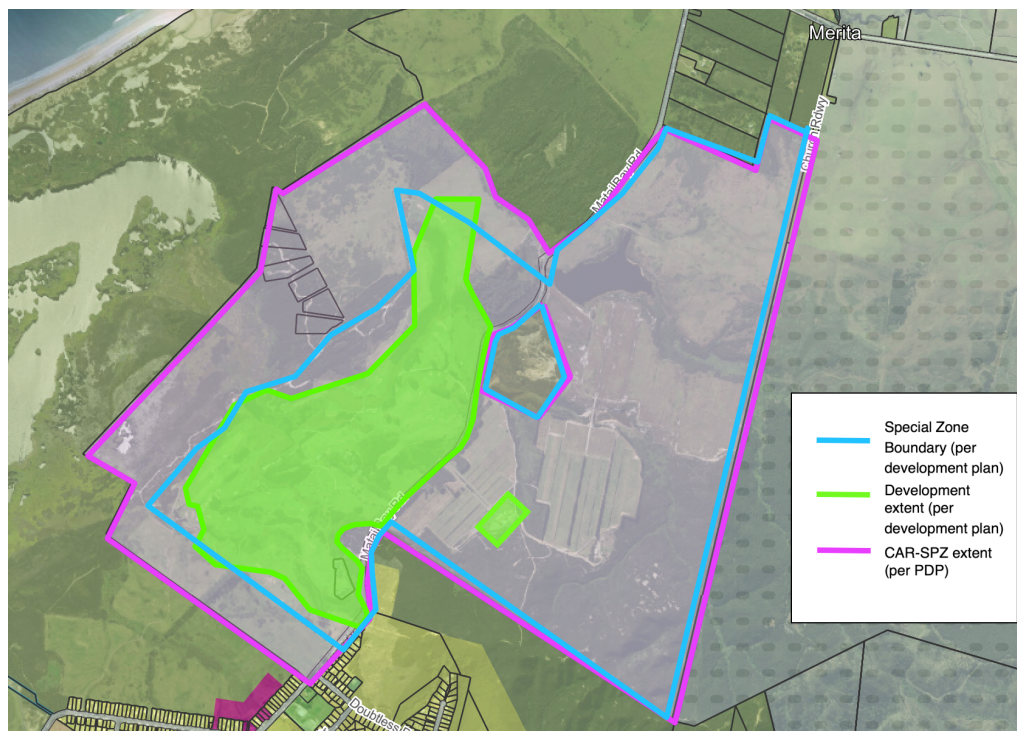 Merita
Matai Bay Rd
Rdwy
Special Zone
Boundary (per
development plan)
Development
extent (per
development plan)
CAR-SPZ extent
(per PDP)
Matai Bay Rd
Doubtless